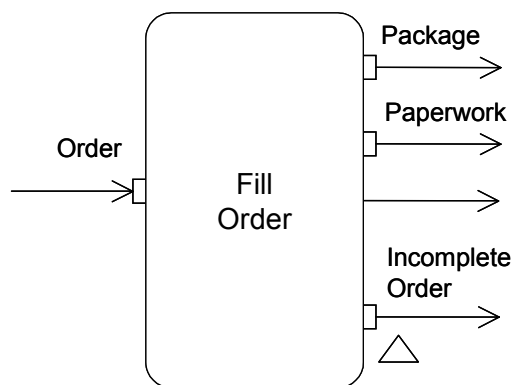 Package
Paperwork
Order
Fill
Order
Incomplete
Order